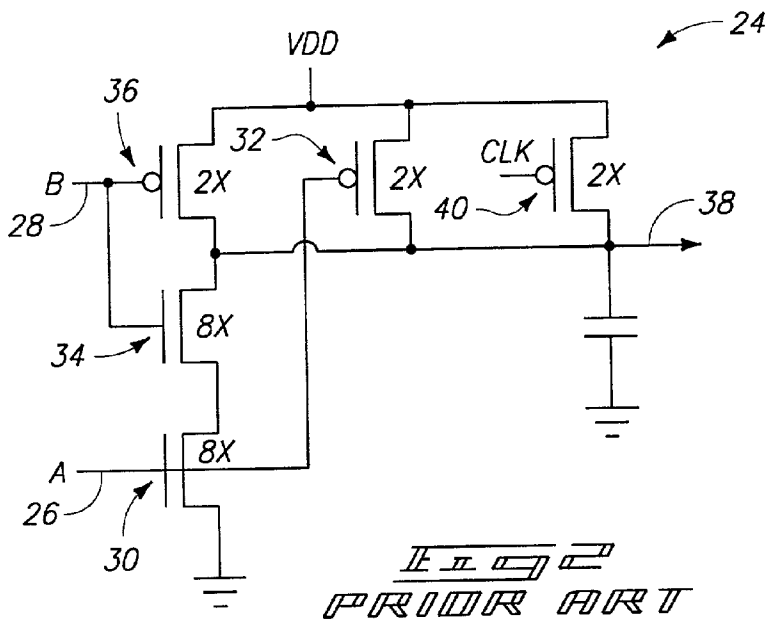 24
VDD
36
32
CLK
B
2X
2X
2X
28
40
38
34
8X
A
8X
26
30
Fig 2
PRIOR ART